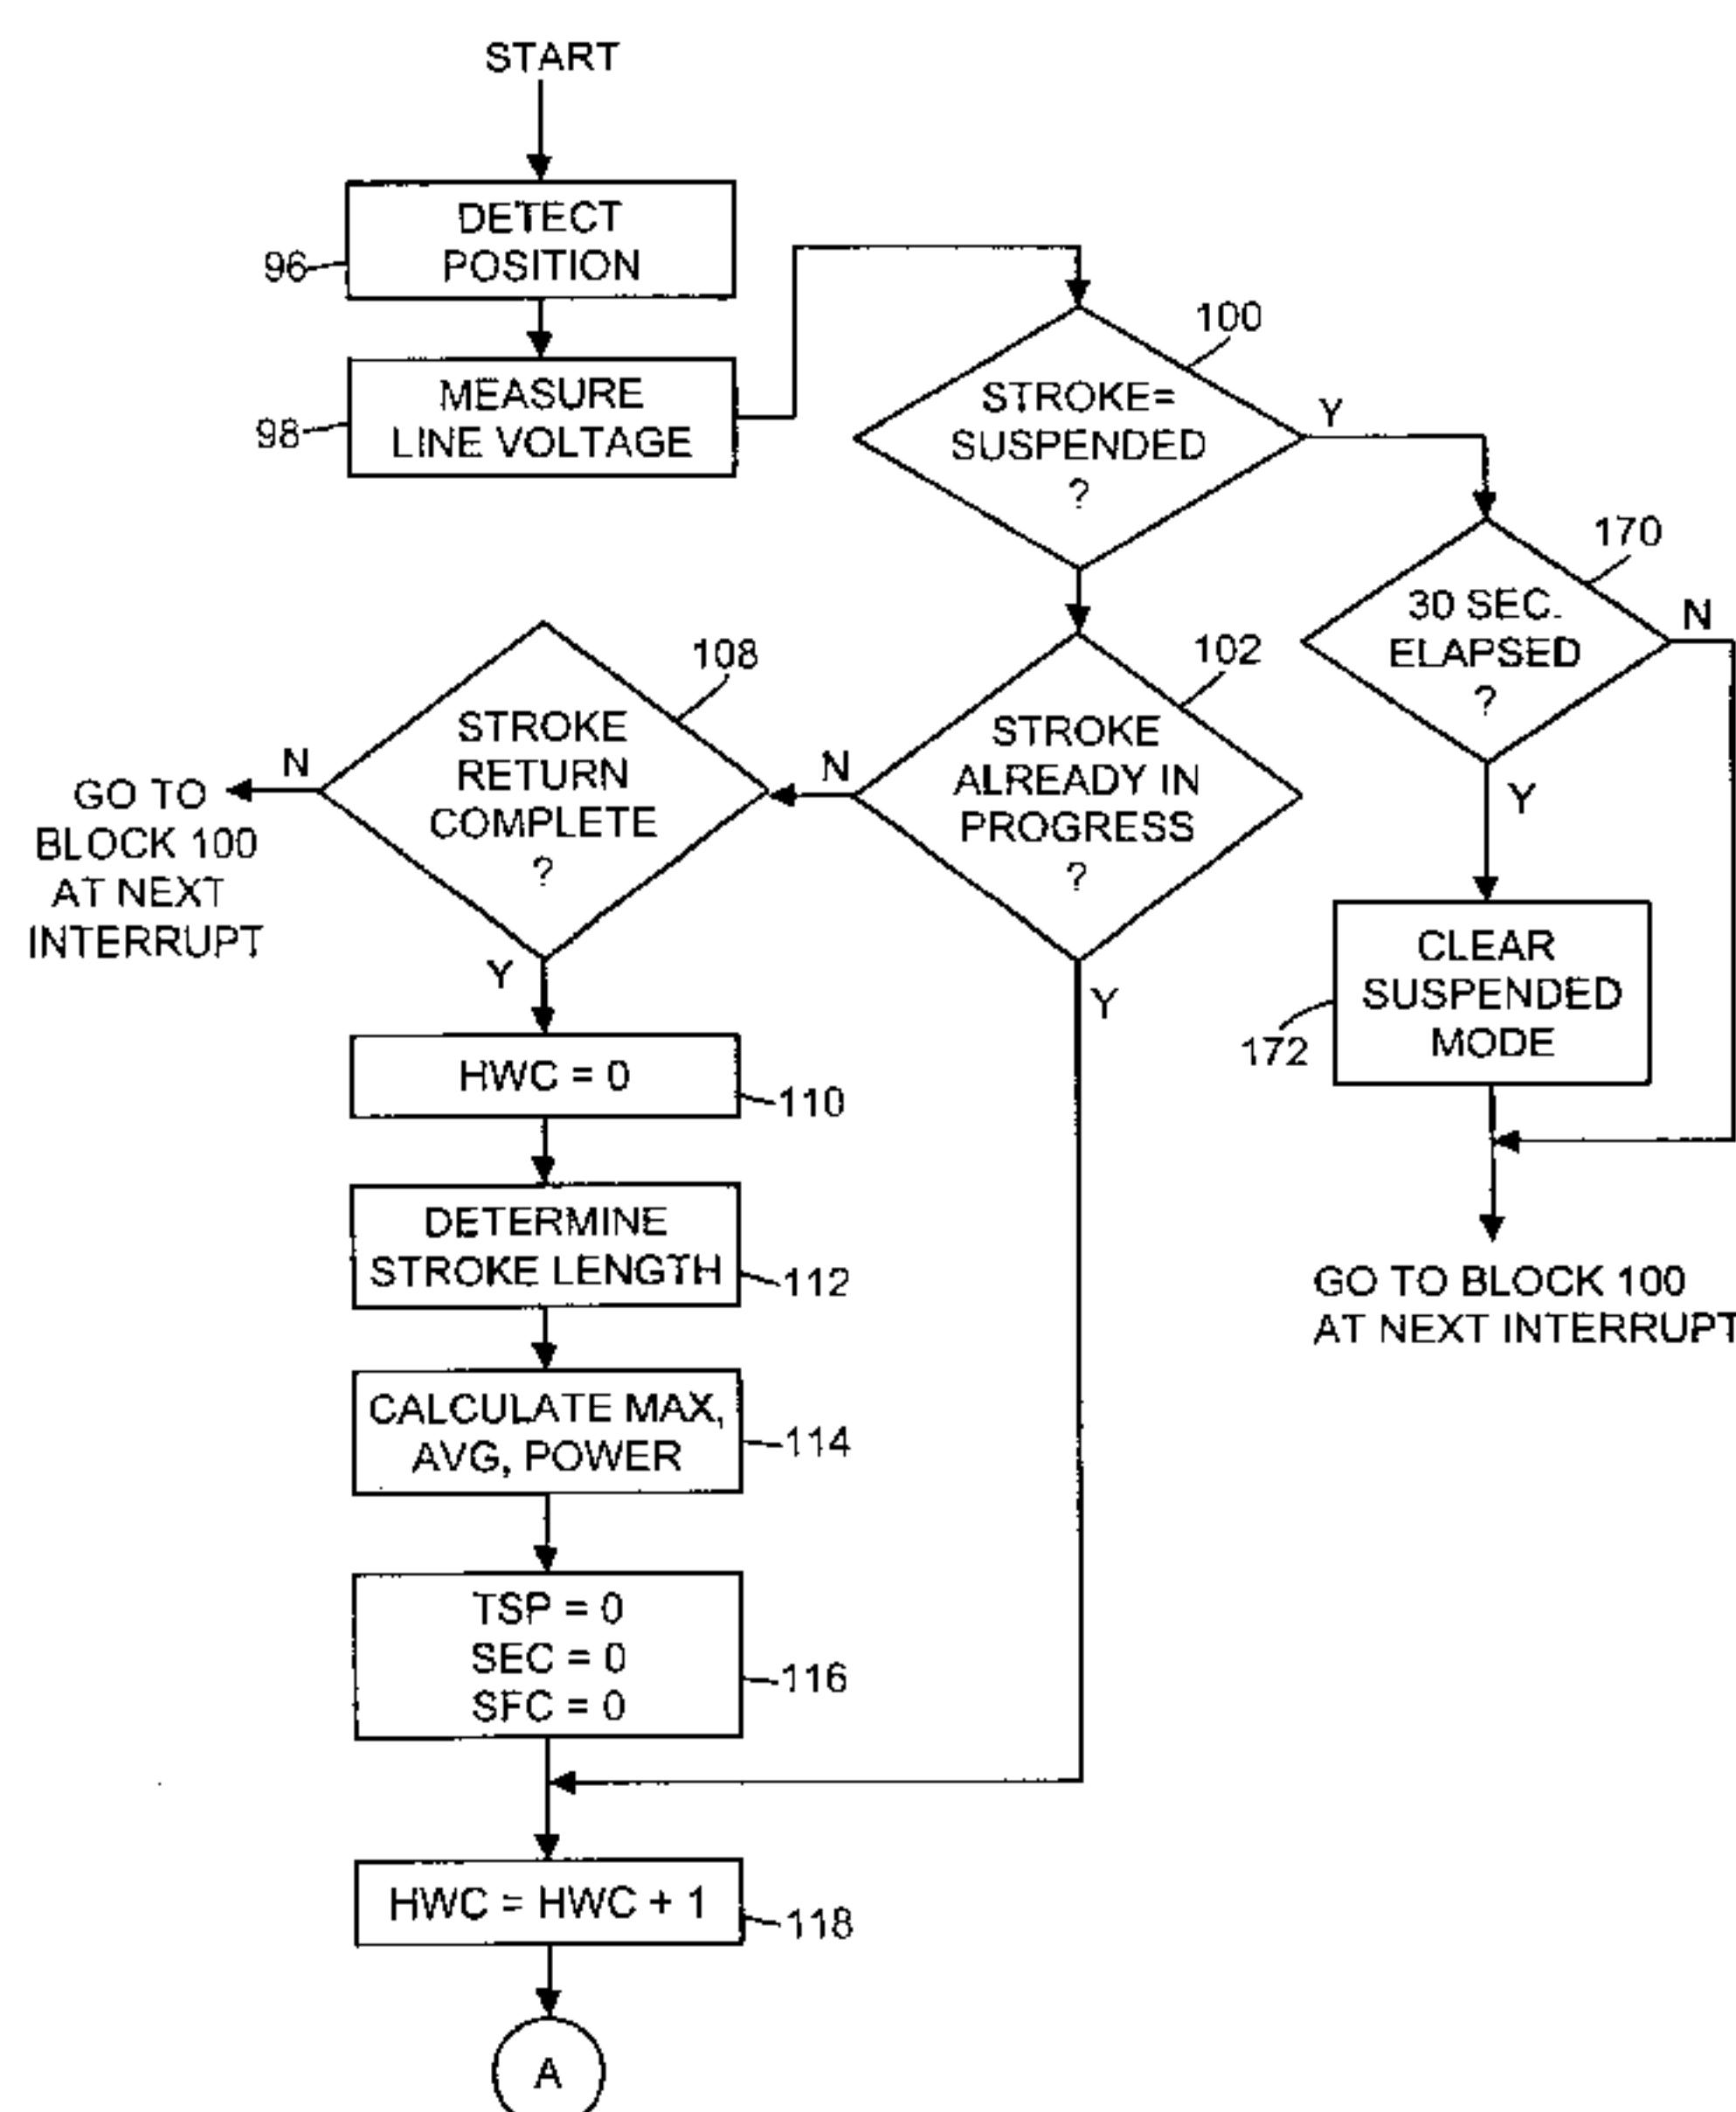 START
DETECT
POSITION
96
MEASURE
LINE VOLTAGE
98
STROKE=
SUSPENDED
?
100
Y
30 SEC.
ELAPSED
?
170
N
Y
CLEAR
SUSPENDED
MODE
172
GO TO BLOCK 100
AT NEXT INTERRUPT
STROKE
ALREADY IN
PROGRESS
?
102
N
Y
STROKE
RETURN
COMPLETE
?
108
N
GO TO
BLOCK 100
AT NEXT
INTERRUPT
Y
HWC = 0
110
DETERMINE
STROKE LENGTH
112
CALCULATE MAX,
AVG, POWER
114
TSP = 0
SEC = 0
SFC = 0
116
HWC = HWC + 1
118
A